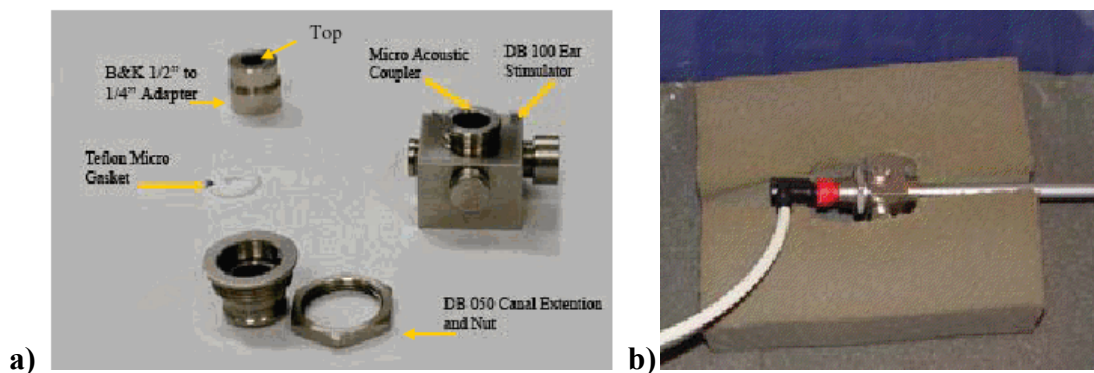 Top
B&K 1/2” to
1/4” Adapter
Micro Acoustic
Coupler
DB 100 Ear
Stimulator
Teflon Micro
Gasket
DB 050 Canal Extention
and Nut
a)
b)